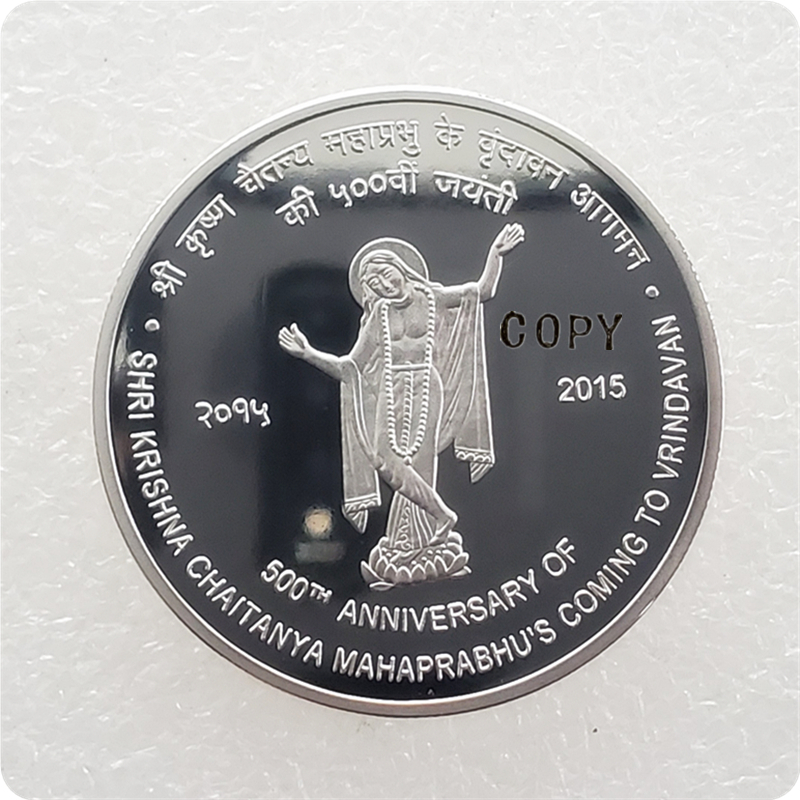 श्री कृष्ण चेतन्य महाप्रभु के वृंदावन आगमन
की ५००वीं जयंती
COPY
२०१५
2015
500TH ANNIVERSARY OF
SHRI KRISHNA CHAITANYA MAHAPRABHU'S COMING TO VRINDAVAN